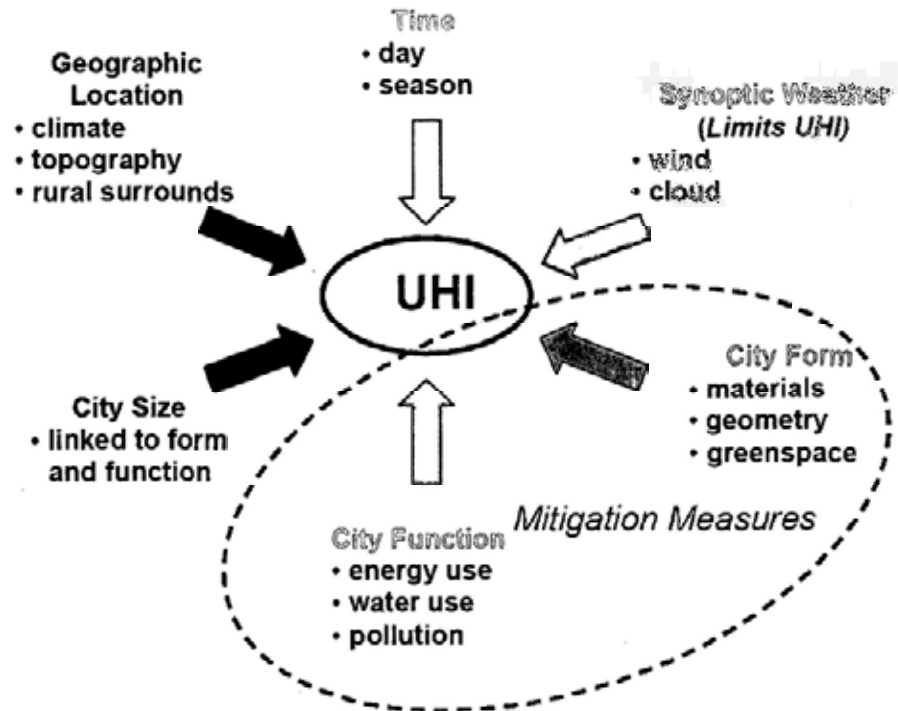 Time
• day
• season
Geographic
Location
• climate
• topography
• rural surrounds
Synoptic Weather
(Limits UHI)
• wind
• cloud
UHI
City Size
• linked to form
and function
City Form
• materials
• geometry
• greenspace
Mitigation Measures
City Function
• energy use
• water use
• pollution